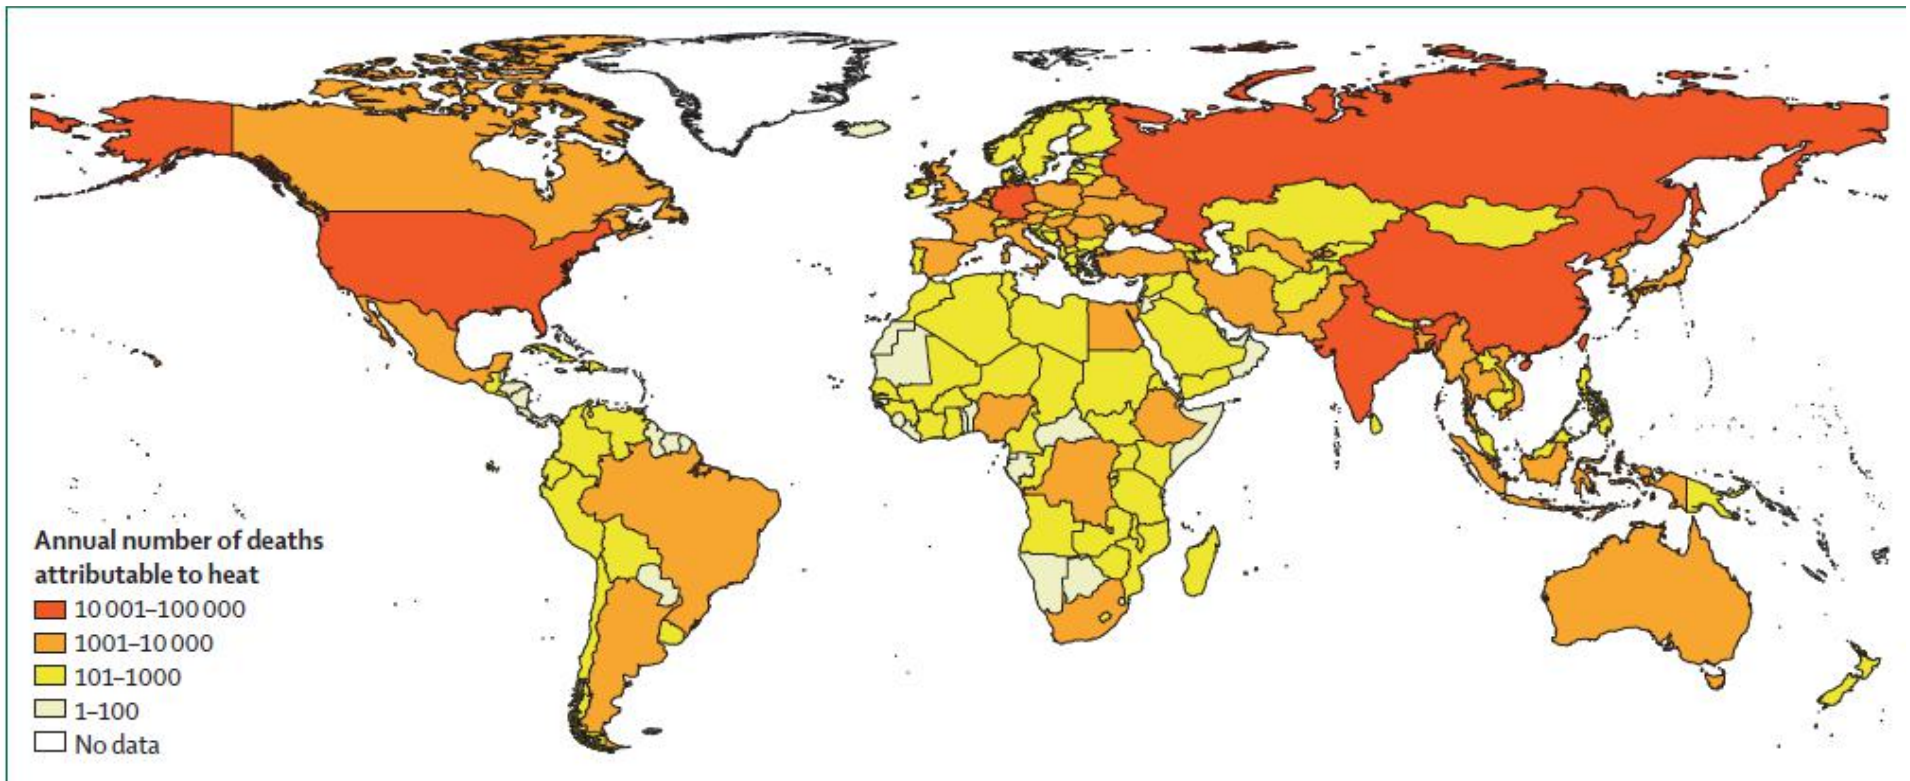 Annual number of deaths
attributable to heat
10 001–100 000
1001–10 000
101–1000
1–100
No data